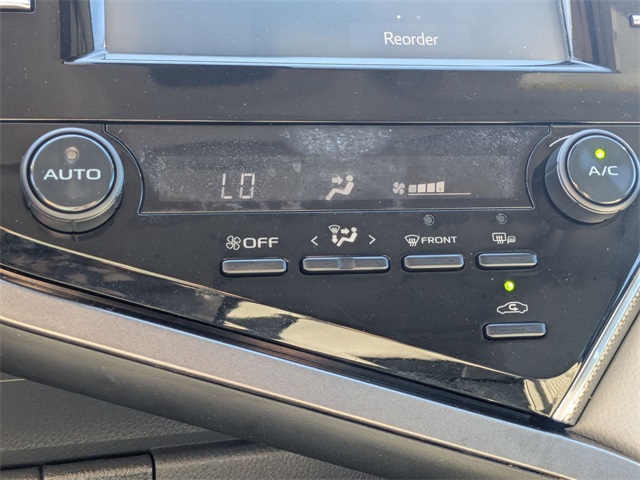 Reorder
AUTO
LO
A/C
OFF
< >
FRONT